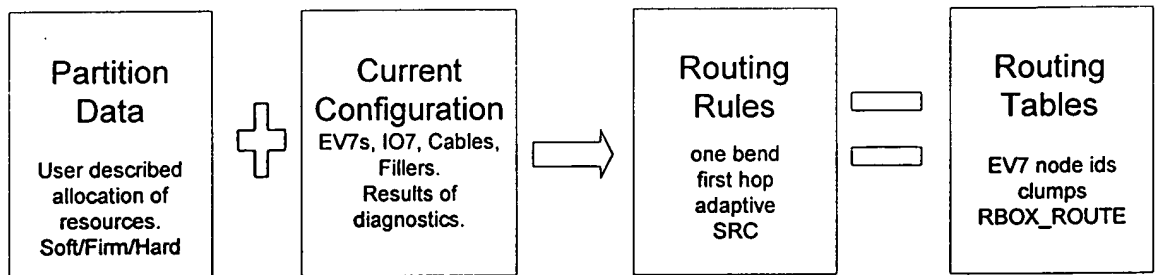 Partition
Data
User described
allocation of
resources.
Soft/Firm/Hard
Current
Configuration
EV7s, IO7, Cables,
Fillers.
Results of
diagnostics.
Routing
Rules
one bend
first hop
adaptive
SRC
Routing
Tables
EV7 node ids
clumps
RBOX_ROUTE